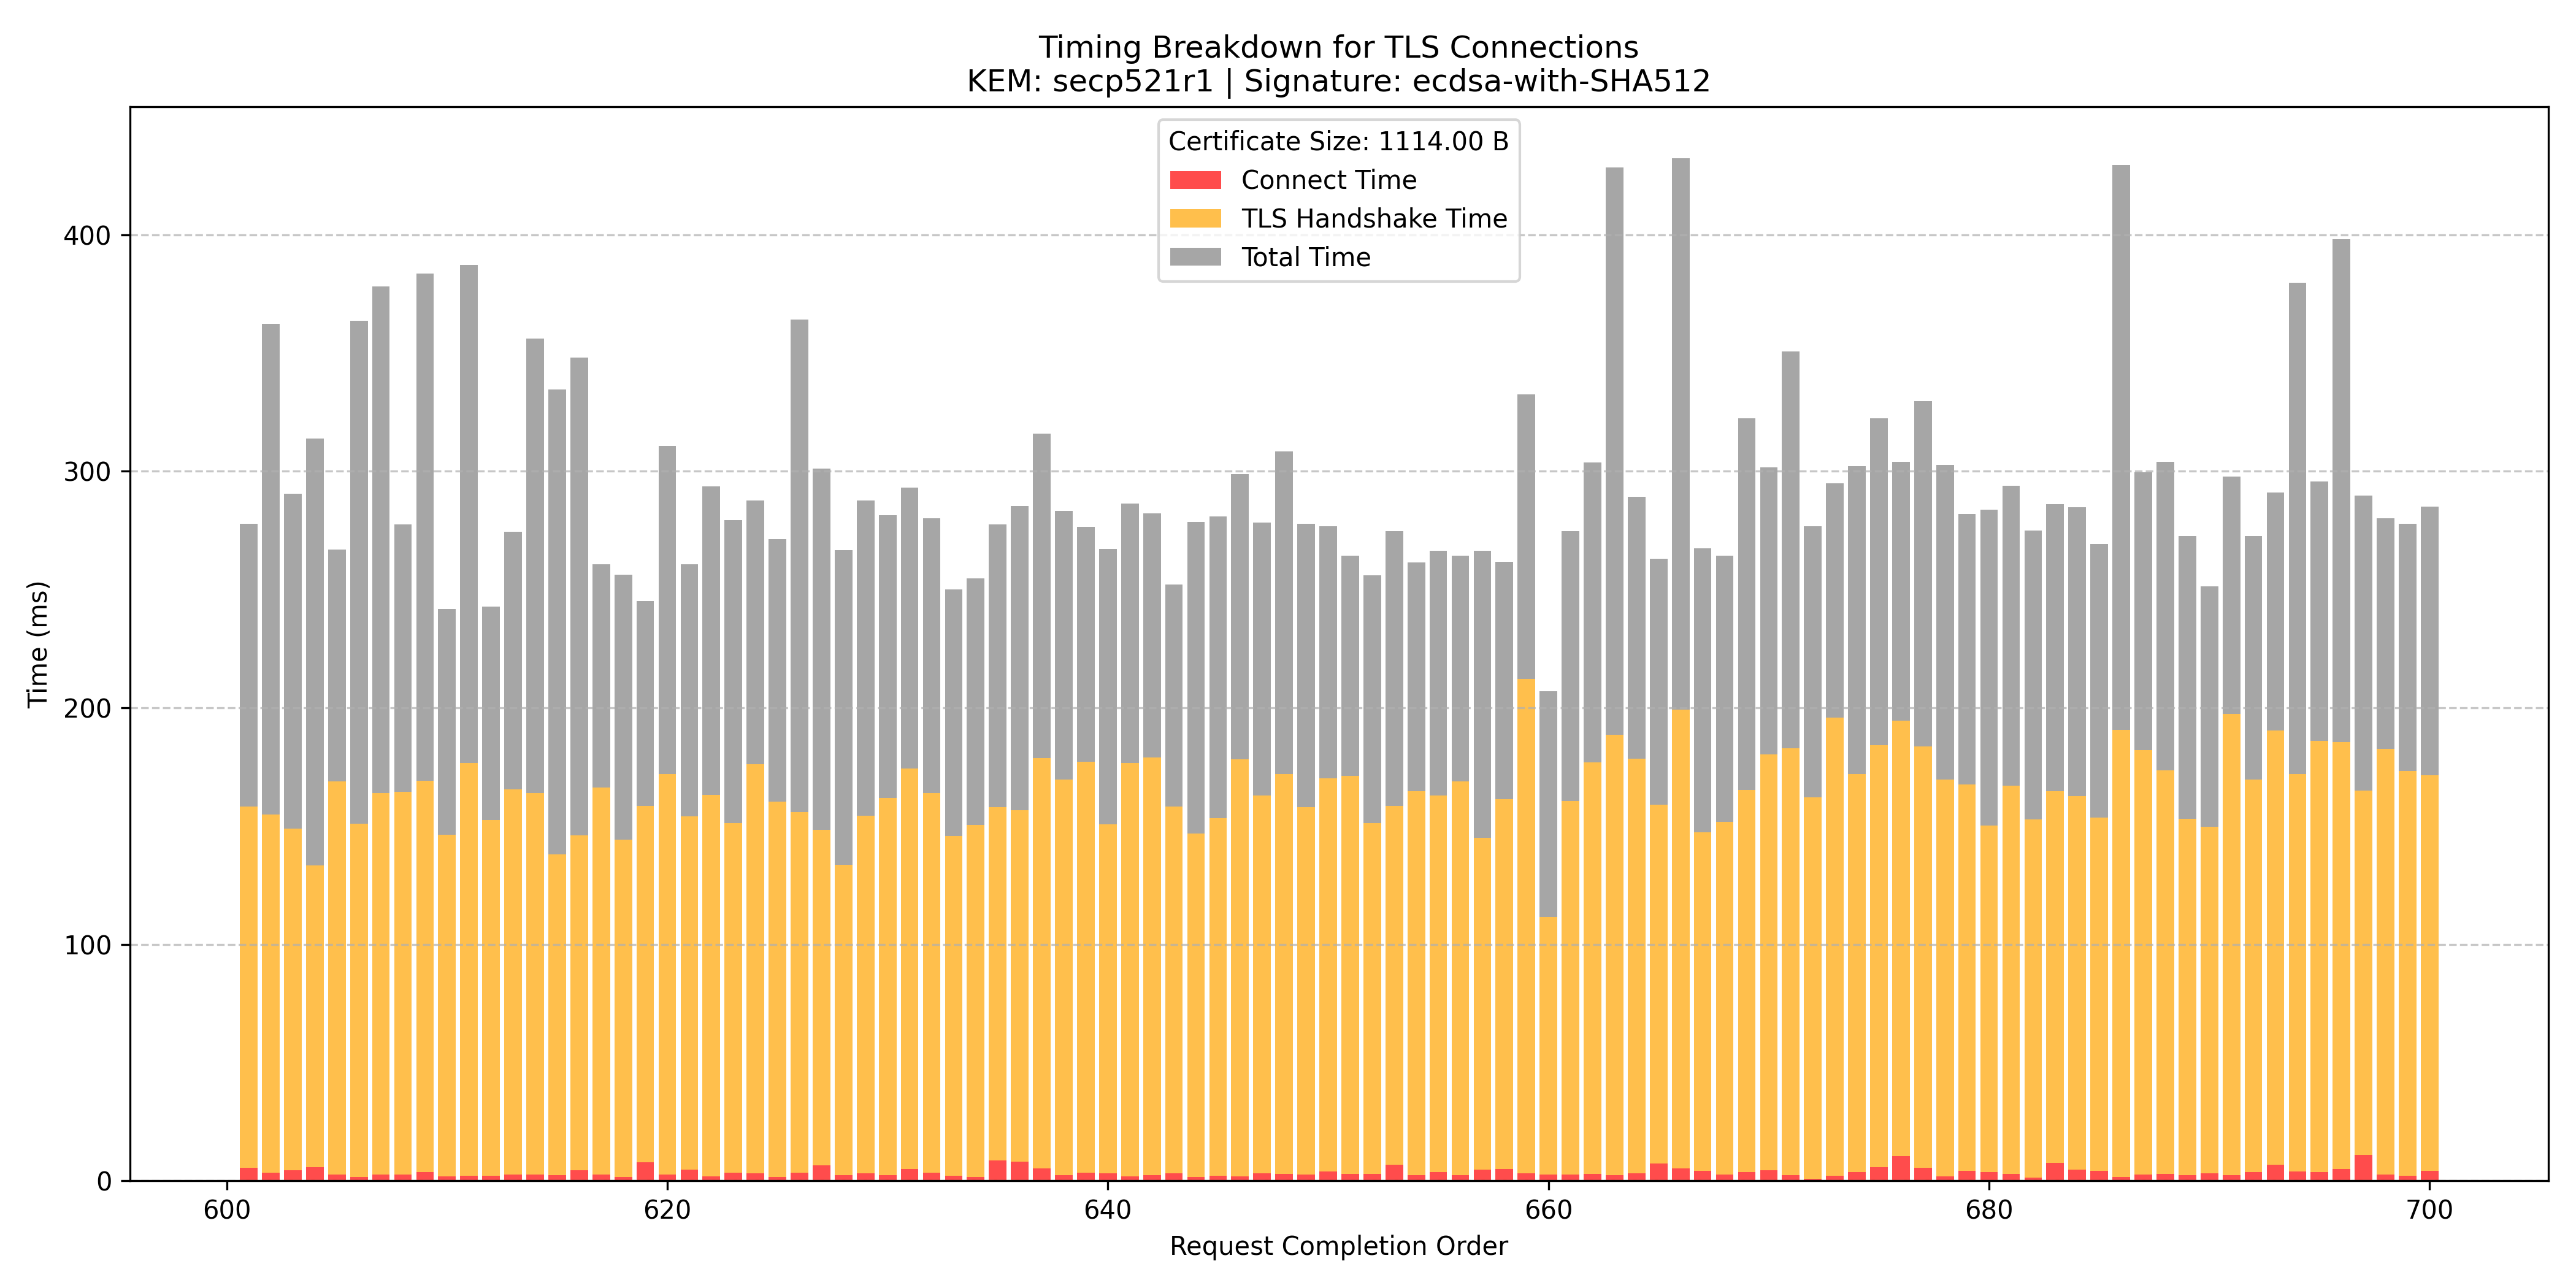 Timing Breakdown for TLS Connections
KEM: secp521r1 | Signature: ecdsa-with-SHA512
Certificate Size: 1114.00 B
Connect Time
TLS Handshake Time
Total Time
Time (ms)
400
300
200
100
0
600 620 640 660 680 700
Request Completion Order